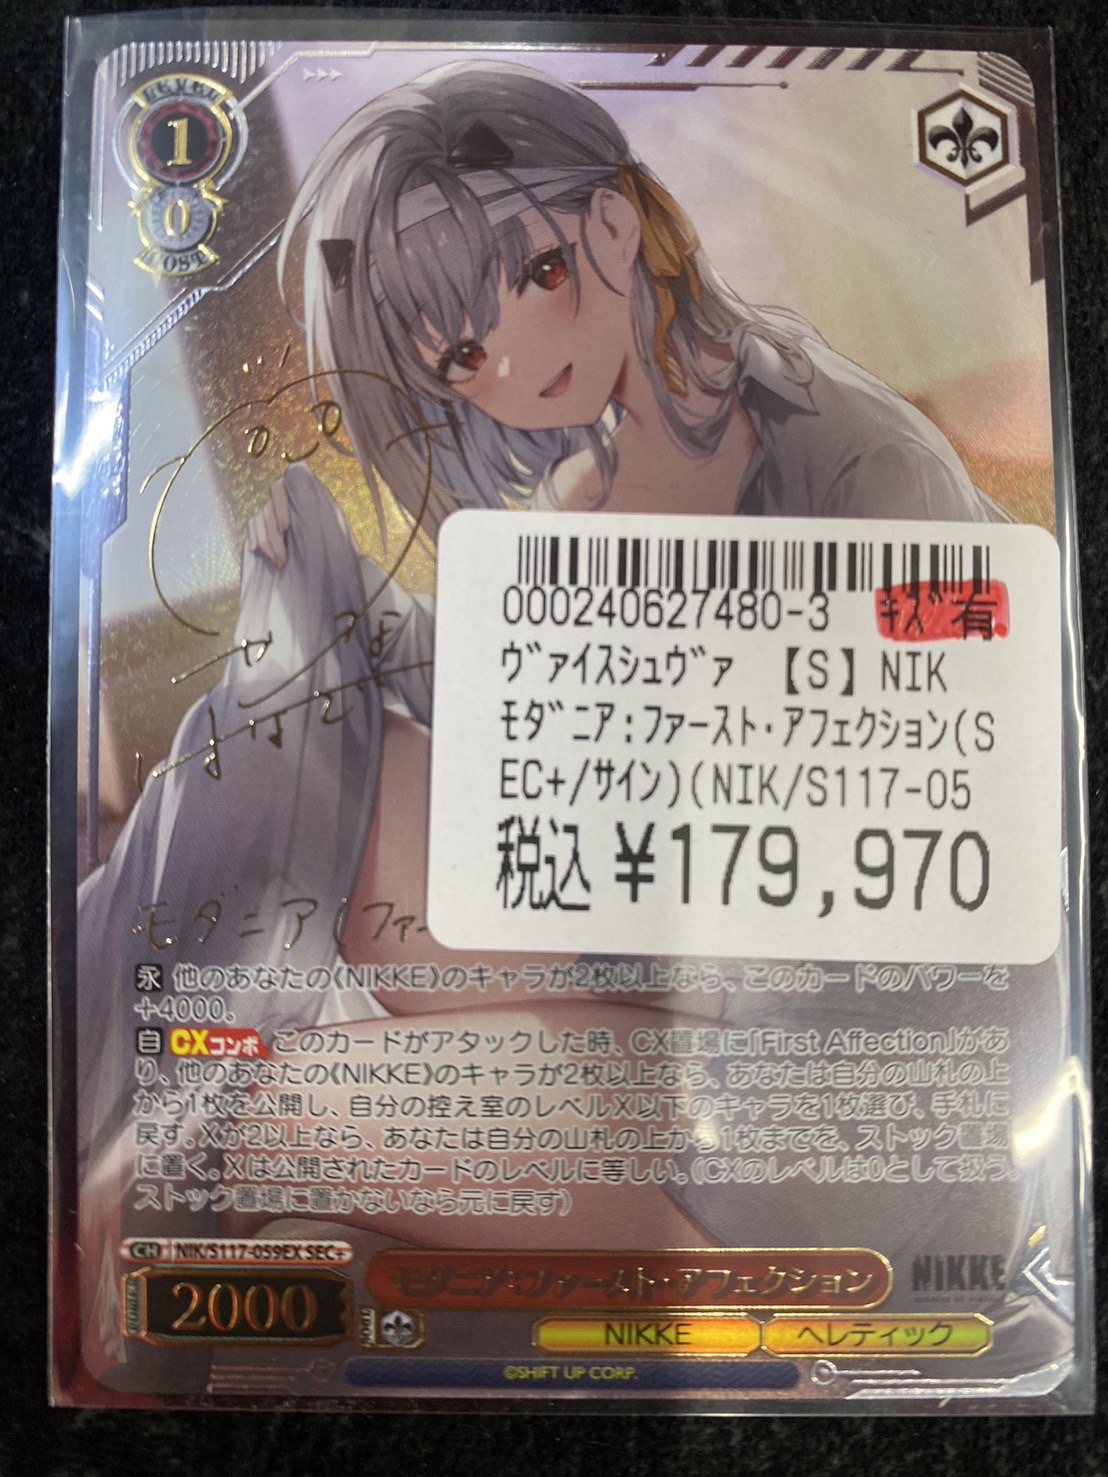 LEVEL
1
0
COST
000240627480-3
ｷｽﾞ有
ヴァイスシュヴァ 【S】NIK
モダニア:ファースト・アフェクション(S
EC+/サイン)(NIK/S117-05
税込 ¥179,970
モダニア(ファー
永 他のあなたの《NIKKE》のキャラが2枚以上なら、このカードのパワーを
+4000。
自 CXコンボ このカードがアタックした時、CX置場に「First Affection」があ
り、他のあなたの《NIKKE》のキャラが2枚以上なら、あなたは自分の山札の上
から1枚を公開し、自分の控え室のレベルX以下のキャラを1枚選び、手札に
戻す。Xが2以上なら、あなたは自分の山札の上から1枚までを、ストック置場
に置く。Xは公開されたカードのレベルに等しい。(CXのレベルは0として扱う。
ストック置場に置かないなら元に戻す)
CH NIK/S117-059EX SEC+
モダニア:ファースト・アフェクション
NIKKE
POWER
2000
TRIGGER
NIKKE
ヘレティック
©SHIFT UP CORP.